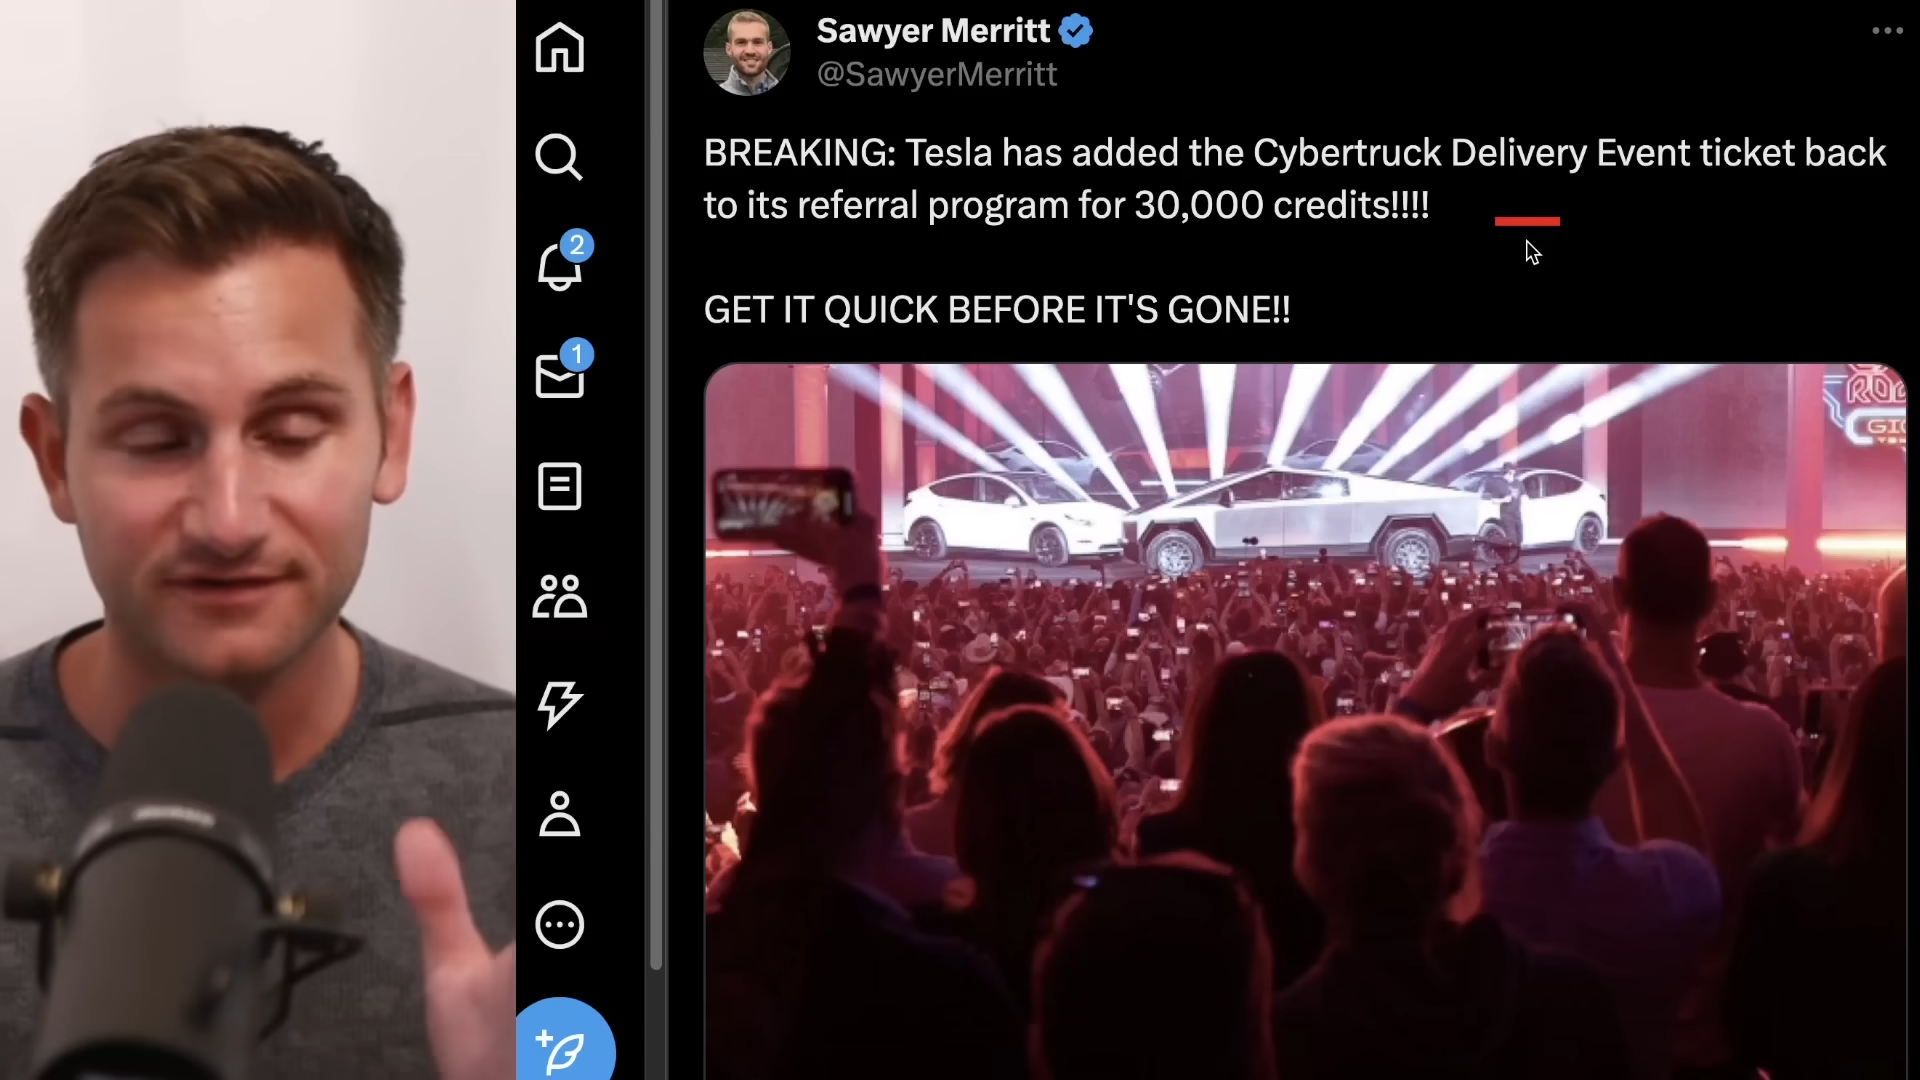 Sawyer Merritt
@SawyerMerritt
BREAKING: Tesla has added the Cybertruck Delivery Event ticket back
to its referral program for 30,000 credits!!!!
GET IT QUICK BEFORE IT'S GONE!!
2
1